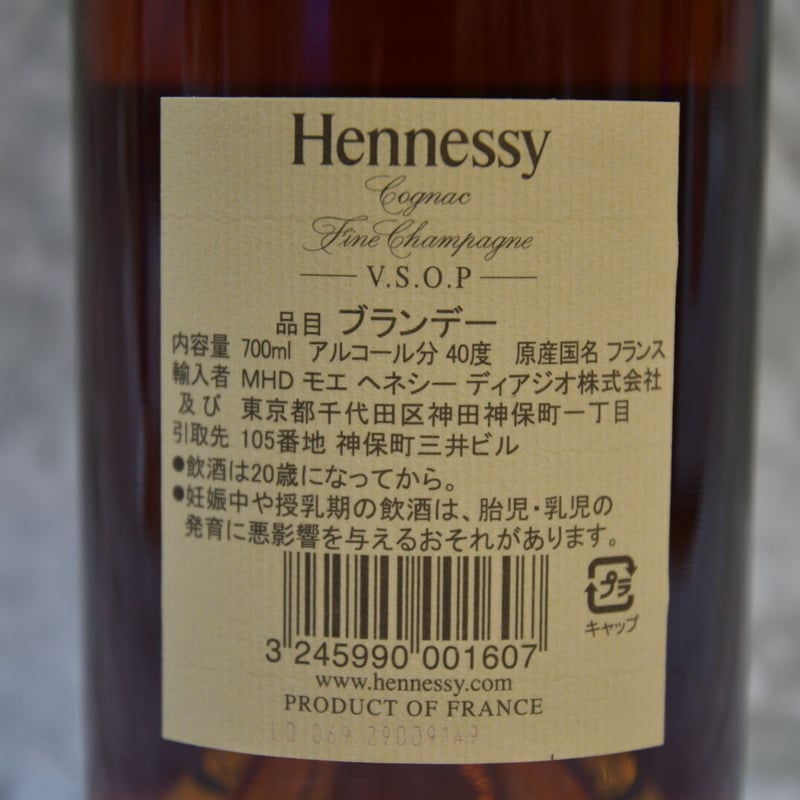 Hennessy
Cognac
Fine Champagne
V.S.O.P
品目 ブランデー
内容量 700ml アルコール分 40度 原産国名 フランス
輸入者 MHD モエ ヘネシー ディアジオ株式会社
及び 東京都千代田区神田神保町一丁目
引取先 105番地 神保町三井ビル
●飲酒は20歳になってから。
●妊娠中や授乳期の飲酒は、胎児・乳児の
発育に悪影響を与えるおそれがあります。
プラ
キャップ
3 245990 001607
www.hennessy.com
PRODUCT OF FRANCE